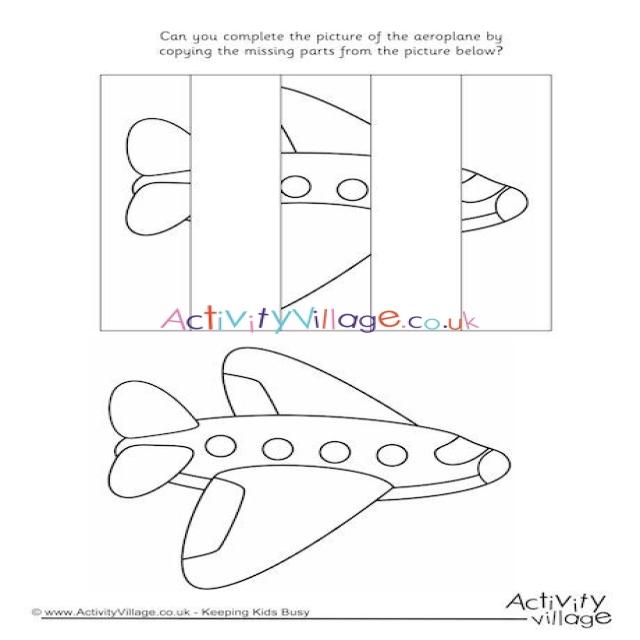 Can you complete the picture of the aeroplane by
copying the missing parts from the picture below?
ActivityVillage.co.uk
© www.ActivityVillage.co.uk - Keeping Kids Busy
Activity
village